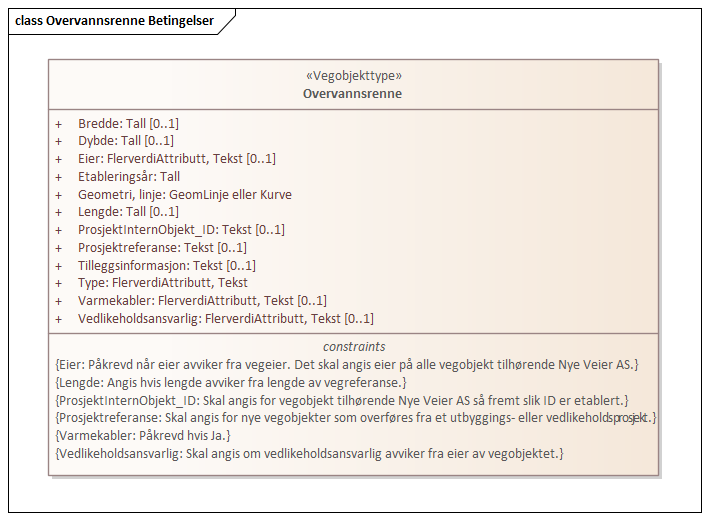 class Overvannsrenne Betingelser
«Vegobjekttype»
Overvannsrenne
+ Bredde: Tall [0..1]
+ Dybde: Tall [0..1]
+ Eier: FlerverdiAttributt, Tekst [0..1]
+ Etableringsår: Tall
+ Geometri, linje: GeomLinje eller Kurve
+ Lengde: Tall [0..1]
+ ProsjektInternObjekt_ID: Tekst [0..1]
+ Prosjektreferanse: Tekst [0..1]
+ Tilleggsinformasjon: Tekst [0..1]
+ Type: FlerverdiAttributt, Tekst
+ Varmekabler: FlerverdiAttributt, Tekst [0..1]
+ Vedlikeholdsansvarlig: FlerverdiAttributt, Tekst [0..1]
constraints
{Eier: Påkrevd når eier avviker fra vegeier. Det skal angis eier på alle vegobjekt tilhørende Nye Veier AS.}
{Lengde: Angis hvis lengde avviker fra lengde av vegreferanse.}
{ProsjektInternObjekt_ID: Skal angis for vegobjekt tilhørende Nye Veier AS så fremt slik ID er etablert.}
{Prosjektreferanse: Skal angis for nye vegobjekter som overføres fra et utbyggings- eller vedlikeholdsprosjekt.}
{Varmekabler: Påkrevd hvis Ja.}
{Vedlikeholdsansvarlig: Skal angis om vedlikeholdsansvarlig avviker fra eier av vegobjektet.}